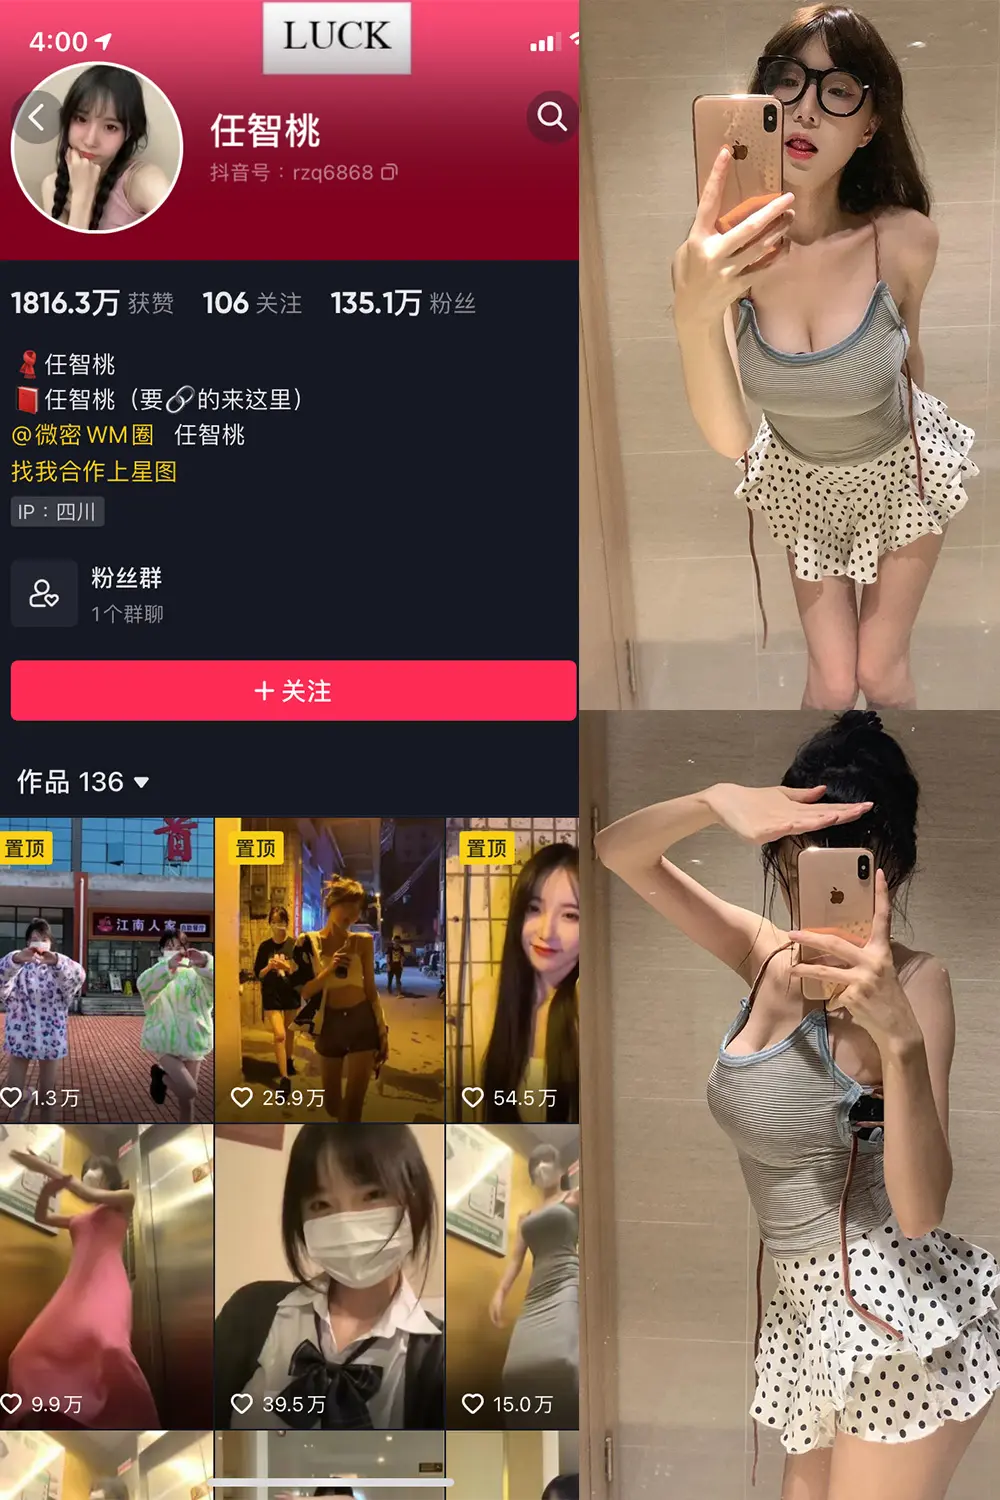 4:00
LUCK
任智桃
抖音号：rzq6868
1816.3万 获赞 106 关注 135.1万 粉丝
任智桃
任智桃（要🔗的来这里）
@微密WM圈 任智桃
找我合作上星图
IP：四川
粉丝群
1个群聊
+ 关注
作品 136
置顶 置顶 置顶
江南人家
1.3万 25.9万 54.5万
9.9万 39.5万 15.0万